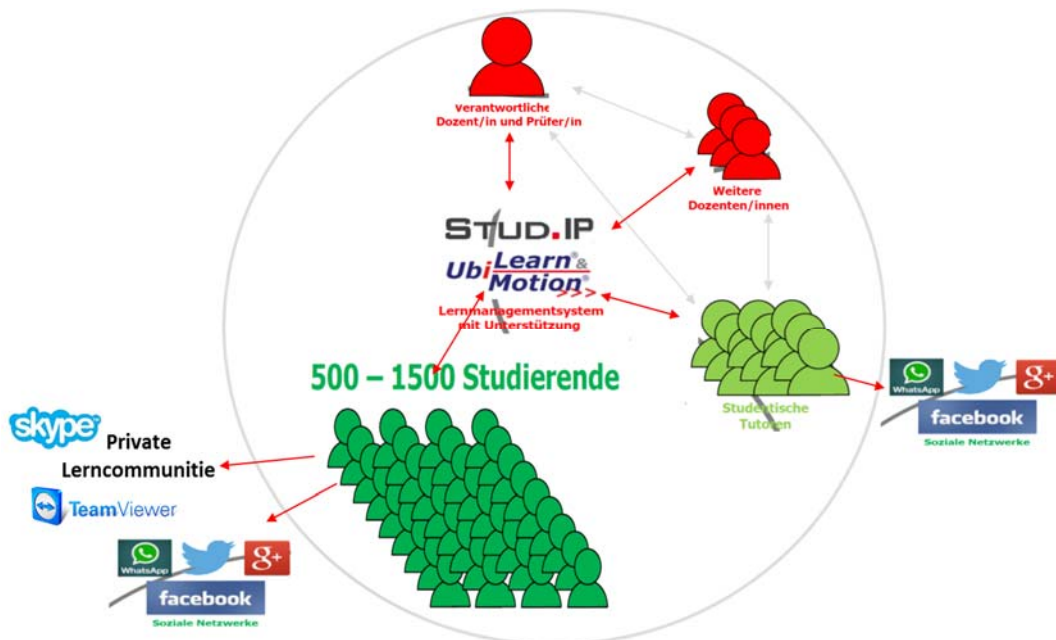 Verantwortliche
Dozent/in und Prüfer/in
Weitere
Dozenten/innen
STUD.IP
Ubi Learn® &
Motion®
>>>
Lernmanagementsystem
mit Unterstützung
500 – 1500 Studierende
Studentische
Tutoren
WhatsApp
g+
facebook
Soziale Netzwerke
skype™
Private
Lerncommunitie
TeamViewer
WhatsApp
g+
facebook
Soziale Netzwerke